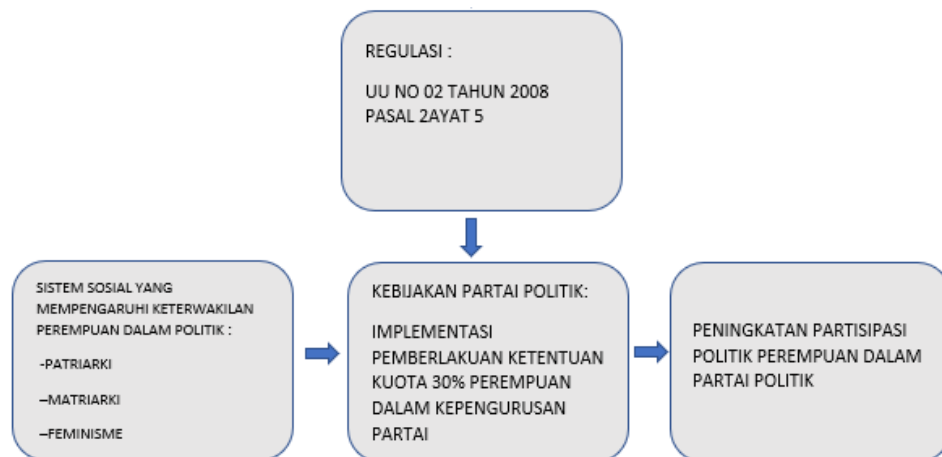 REGULASI :
UU NO 02 TAHUN 2008
PASAL 2AYAT 5
SISTEM SOSIAL YANG
MEMPENGARUHI KETERWAKILAN
PEREMPUAN DALAM POLITIK :
-PATRIARKI
–MATRIARKI
–FEMINISME
KEBIJAKAN PARTAI POLITIK:
IMPLEMENTASI
PEMBERLAKUAN KETENTUAN
KUOTA 30% PEREMPUAN
DALAM KEPENGURUSAN
PARTAI
PENINGKATAN PARTISIPASI
POLITIK PEREMPUAN DALAM
PARTAI POLITIK